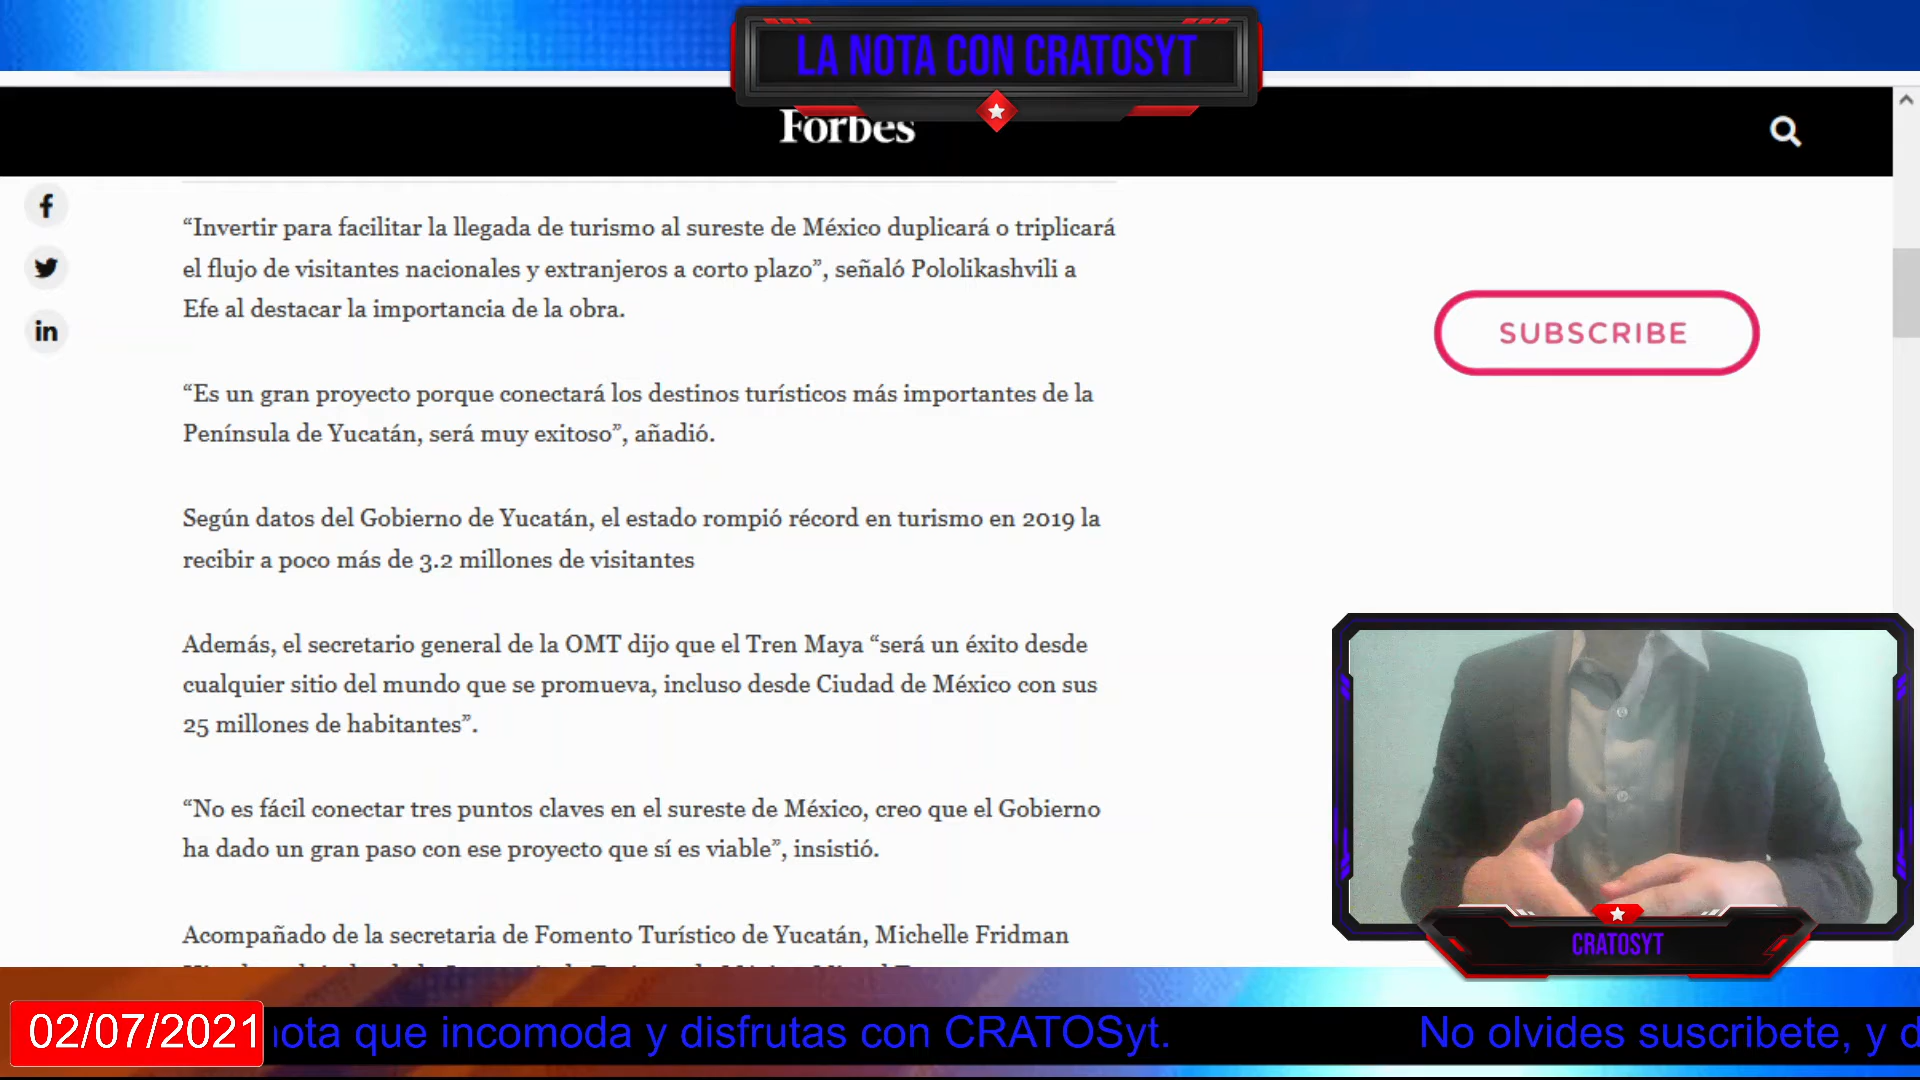 LA NOTA CON CRATOSYT
Forbes
“Invertir para facilitar la llegada de turismo al sureste de México duplicará o triplicará
el flujo de visitantes nacionales y extranjeros a corto plazo”, señaló Pololikashvili a
Efe al destacar la importancia de la obra.
SUBSCRIBE
“Es un gran proyecto porque conectará los destinos turísticos más importantes de la
Península de Yucatán, será muy exitoso”, añadió.
Según datos del Gobierno de Yucatán, el estado rompió récord en turismo en 2019 la
recibir a poco más de 3.2 millones de visitantes
Además, el secretario general de la OMT dijo que el Tren Maya “será un éxito desde
cualquier sitio del mundo que se promueva, incluso desde Ciudad de México con sus
25 millones de habitantes”.
“No es fácil conectar tres puntos claves en el sureste de México, creo que el Gobierno
ha dado un gran paso con ese proyecto que sí es viable”, insistió.
Acompañado de la secretaria de Fomento Turístico de Yucatán, Michelle Fridman
CRATOSYT
02/07/2021
nota que incomoda y disfrutas con CRATOSyt. No olvides suscribete, y d